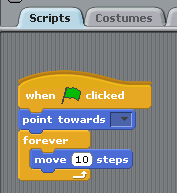 Scripts Costumes
when clicked
point towards
forever
move 10 steps